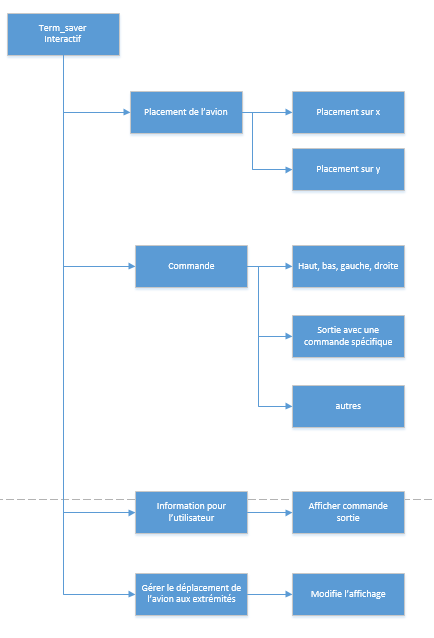 Term_saver
Interactif
Placement de l'avion
Placement sur x
Placement sur y
Commande
Haut, bas, gauche, droite
Sortie avec une
commande spécifique
autres
Information pour
l'utilisateur
Afficher commande
sortie
Gérer le déplacement de
l'avion aux extrémités
Modifie l'affichage